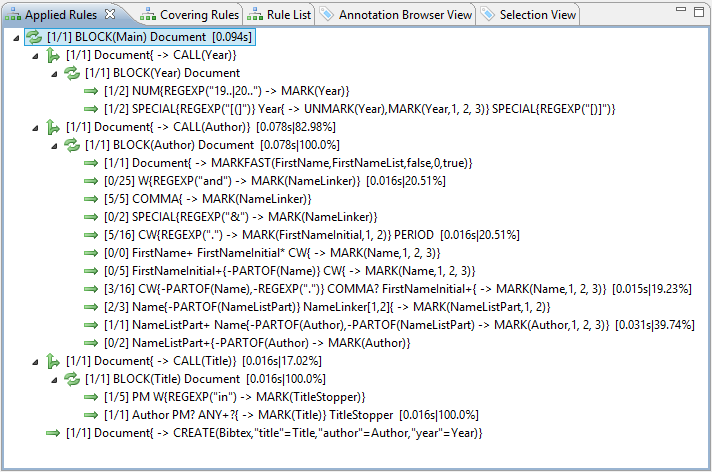 Applied Rules Covering Rules Rule List Annotation Browser View Selection View
[1/1] BLOCK(Main) Document [0.094s]
[1/1] Document{ -> CALL(Year)}
[1/1] BLOCK(Year) Document
[1/2] NUM{REGEXP("19..|20..") -> MARK(Year)}
[1/2] SPECIAL{REGEXP("[(]")} Year{ -> UNMARK(Year),MARK(Year,1, 2, 3)} SPECIAL{REGEXP("[)]")}
[1/1] Document{ -> CALL(Author)} [0.078s|82.98%]
[1/1] BLOCK(Author) Document [0.078s|100.0%]
[1/1] Document{ -> MARKFAST(FirstName,FirstNameList,false,0,true)}
[0/25] W{REGEXP("and") -> MARK(NameLinker)} [0.016s|20.51%]
[5/5] COMMA{ -> MARK(NameLinker)}
[0/2] SPECIAL{REGEXP("&") -> MARK(NameLinker)}
[5/16] CW{REGEXP(".") -> MARK(FirstNameInitial,1, 2)} PERIOD [0.016s|20.51%]
[0/0] FirstName+ FirstNameInitial* CW{ -> MARK(Name,1, 2, 3)}
[0/5] FirstNameInitial+{-PARTOF(Name)} CW{ -> MARK(Name,1, 2, 3)}
[3/16] CW{-PARTOF(Name),-REGEXP(".")} COMMA? FirstNameInitial+{ -> MARK(Name,1, 2, 3)} [0.015s|19.23%]
[2/3] Name{-PARTOF(NameListPart)} NameLinker[1,2]{ -> MARK(NameListPart,1, 2)}
[1/1] NameListPart+ Name{-PARTOF(Author),-PARTOF(NameListPart) -> MARK(Author,1, 2, 3)} [0.031s|39.74%]
[0/2] NameListPart+{-PARTOF(Author) -> MARK(Author)}
[1/1] Document{ -> CALL(Title)} [0.016s|17.02%]
[1/1] BLOCK(Title) Document [0.016s|100.0%]
[1/5] PM W{REGEXP("in") -> MARK(TitleStopper)}
[1/1] Author PM? ANY+?{ -> MARK(Title)} TitleStopper [0.016s|100.0%]
[1/1] Document{ -> CREATE(Bibtex,"title"=Title,"author"=Author,"year"=Year)}